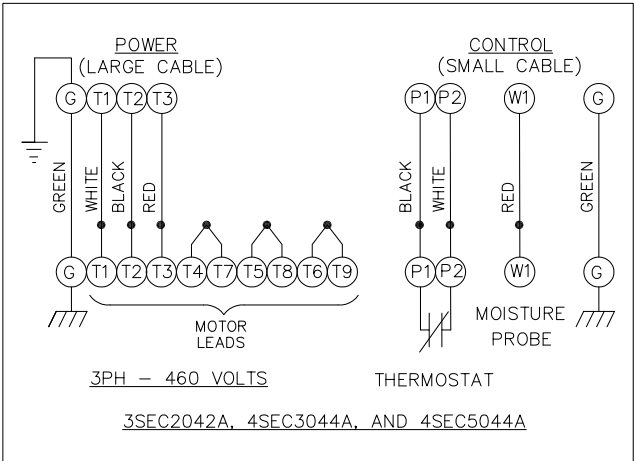 POWER
(LARGE CABLE)
CONTROL
(SMALL CABLE)
G T1 T2 T3
P1 P2 W1 G
GREEN
WHITE
BLACK
RED
BLACK
WHITE
RED
GREEN
G T1 T2 T3 T4 T7 T5 T8 T6 T9
P1 P2 W1 G
MOTOR
LEADS
MOISTURE
PROBE
3PH – 460 VOLTS
THERMOSTAT
3SEC2042A, 4SEC3044A, AND 4SEC5044A